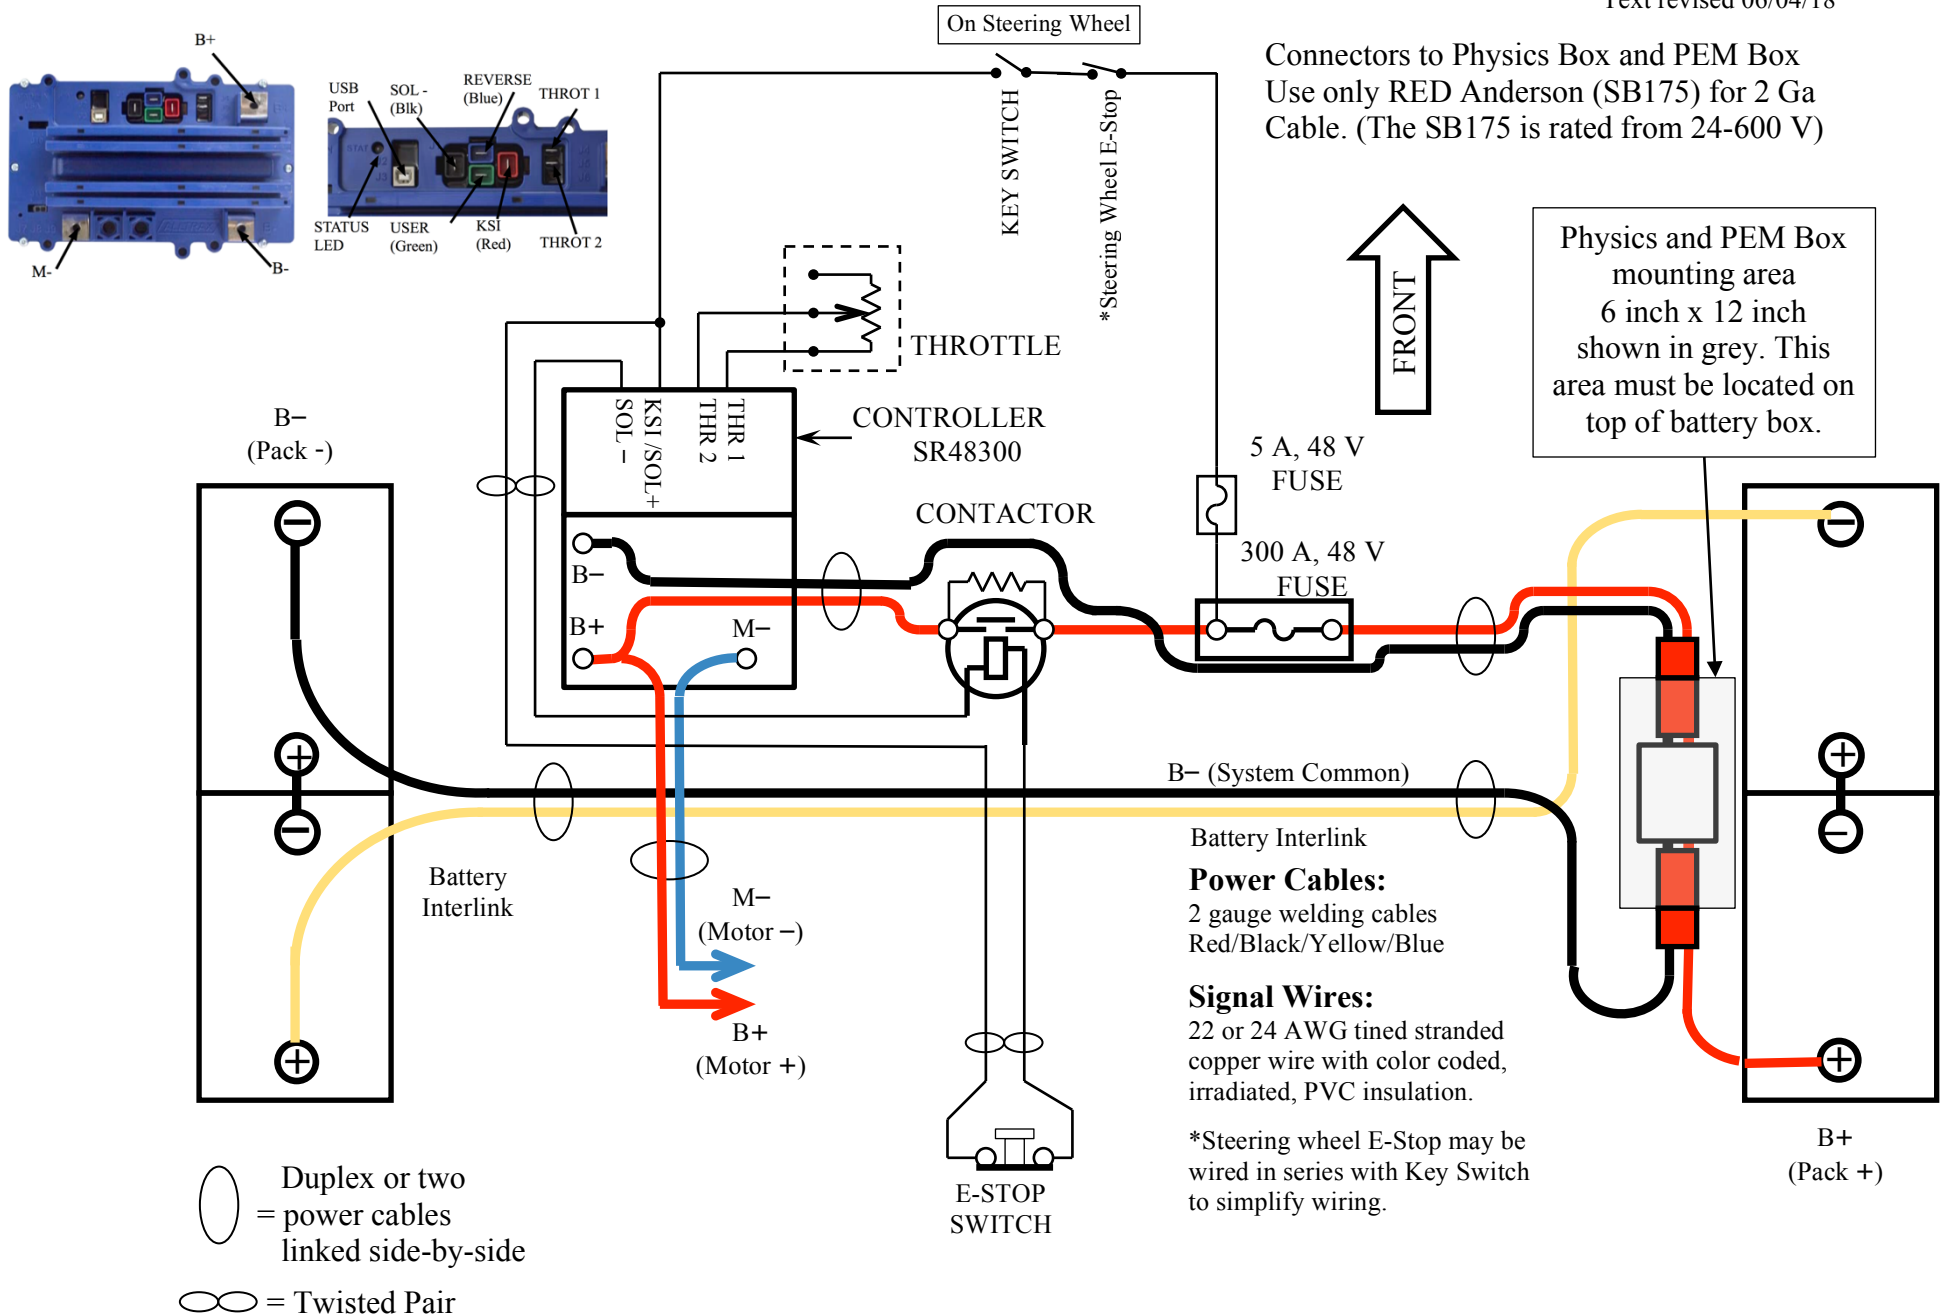 Text revised 06/04/18
On Steering Wheel
Connectors to Physics Box and PEM Box
Use only RED Anderson (SB175) for 2 Ga
Cable. (The SB175 is rated from 24-600 V)
B+
M-
B-
USB
Port
SOL -
(Blk)
REVERSE
(Blue)
THROT 1
STATUS
LED
USER
(Green)
KSI
(Red)
THROT 2
KEY SWITCH
*Steering Wheel E-Stop
FRONT
Physics and PEM Box
mounting area
6 inch x 12 inch
shown in grey. This
area must be located on
top of battery box.
THROTTLE
SOL −
KSI /SOL+
THR 2
THR 1
CONTROLLER
SR48300
B−
(Pack -)
5 A, 48 V
FUSE
CONTACTOR
300 A, 48 V
FUSE
B−
B+
M−
B− (System Common)
Battery Interlink
Battery
Interlink
M−
(Motor −)
B+
(Motor +)
Power Cables:
2 gauge welding cables
Red/Black/Yellow/Blue
Signal Wires:
22 or 24 AWG tined stranded
copper wire with color coded,
irradiated, PVC insulation.
*Steering wheel E-Stop may be
wired in series with Key Switch
to simplify wiring.
B+
(Pack +)
E-STOP
SWITCH
Duplex or two
= power cables
linked side-by-side
= Twisted Pair